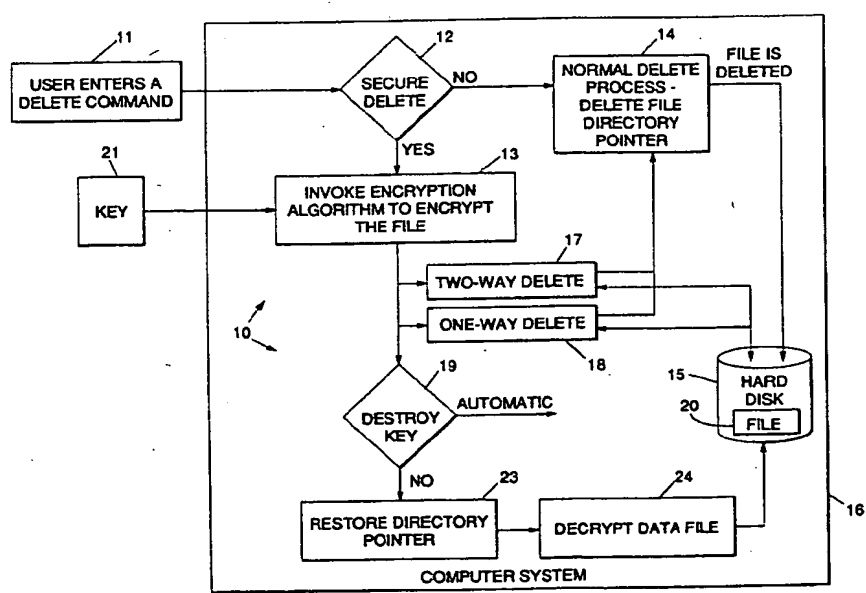 11
USER ENTERS A
DELETE COMMAND
12
SECURE
DELETE
NO
YES
14
NORMAL DELETE
PROCESS -
DELETE FILE
DIRECTORY
POINTER
FILE IS
DELETED
21
KEY
13
INVOKE ENCRYPTION
ALGORITHM TO ENCRYPT
THE FILE
17
TWO-WAY DELETE
ONE-WAY DELETE
18
10
19
DESTROY
KEY
AUTOMATIC
NO
15
HARD
DISK
20
FILE
23
RESTORE DIRECTORY
POINTER
24
DECRYPT DATA FILE
16
COMPUTER SYSTEM